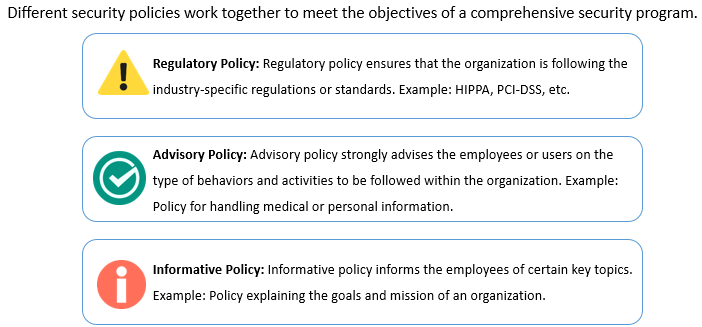 Different security policies work together to meet the objectives of a comprehensive security program.
Regulatory Policy: Regulatory policy ensures that the organization is following the
industry-specific regulations or standards. Example: HIPPA, PCI-DSS, etc.
Advisory Policy: Advisory policy strongly advises the employees or users on the
type of behaviors and activities to be followed within the organization. Example:
Policy for handling medical or personal information.
Informative Policy: Informative policy informs the employees of certain key topics.
Example: Policy explaining the goals and mission of an organization.